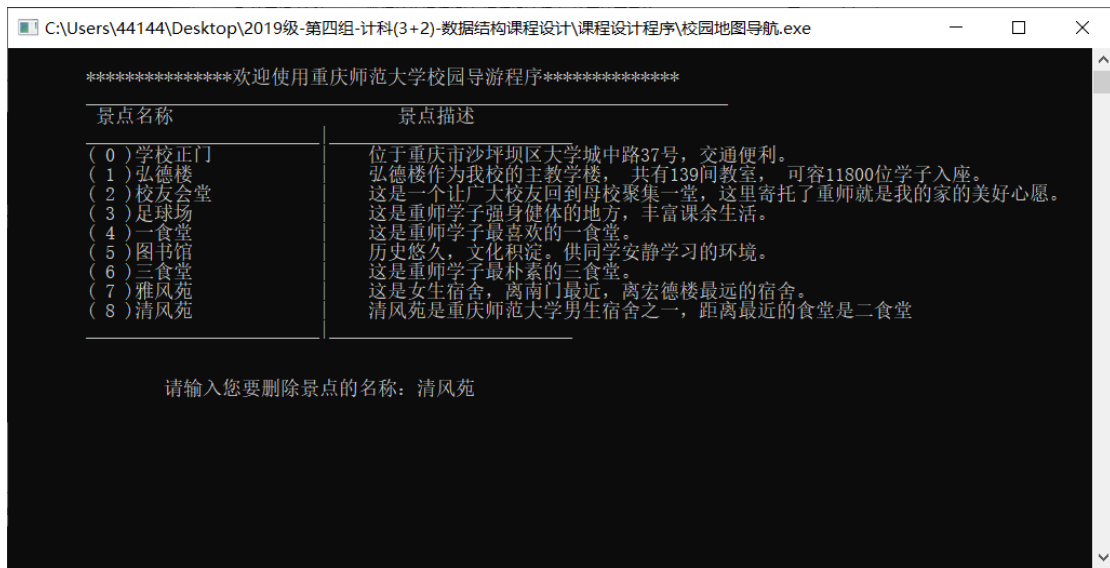 C:\Users\44144\Desktop\2019级-第四组-计科(3+2)-数据结构课程设计\课程设计程序\校园地图导航.exe
***************欢迎使用重庆师范大学校园导游程序**************
景点名称 景点描述
( 0 )学校正门 | 位于重庆市沙坪坝区大学城中路37号，交通便利。
( 1 )弘德楼 | 弘德楼作为我校的主教学楼， 共有139间教室， 可容11800位学子入座。
( 2 )校友会堂 | 这是一个让广大校友回到母校聚集一堂，这里寄托了重师就是我的家的美好心愿。
( 3 )足球场 | 这是重师学子强身健体的地方，丰富课余生活。
( 4 )一食堂 | 这是重师学子最喜欢的一食堂。
( 5 )图书馆 | 历史悠久，文化积淀。供同学安静学习的环境。
( 6 )三食堂 | 这是重师学子最朴素的三食堂。
( 7 )雅风苑 | 这是女生宿舍，离南门最近，离宏德楼最远的宿舍。
( 8 )清风苑 | 清风苑是重庆师范大学男生宿舍之一，距离最近的食堂是二食堂
请输入您要删除景点的名称：清风苑